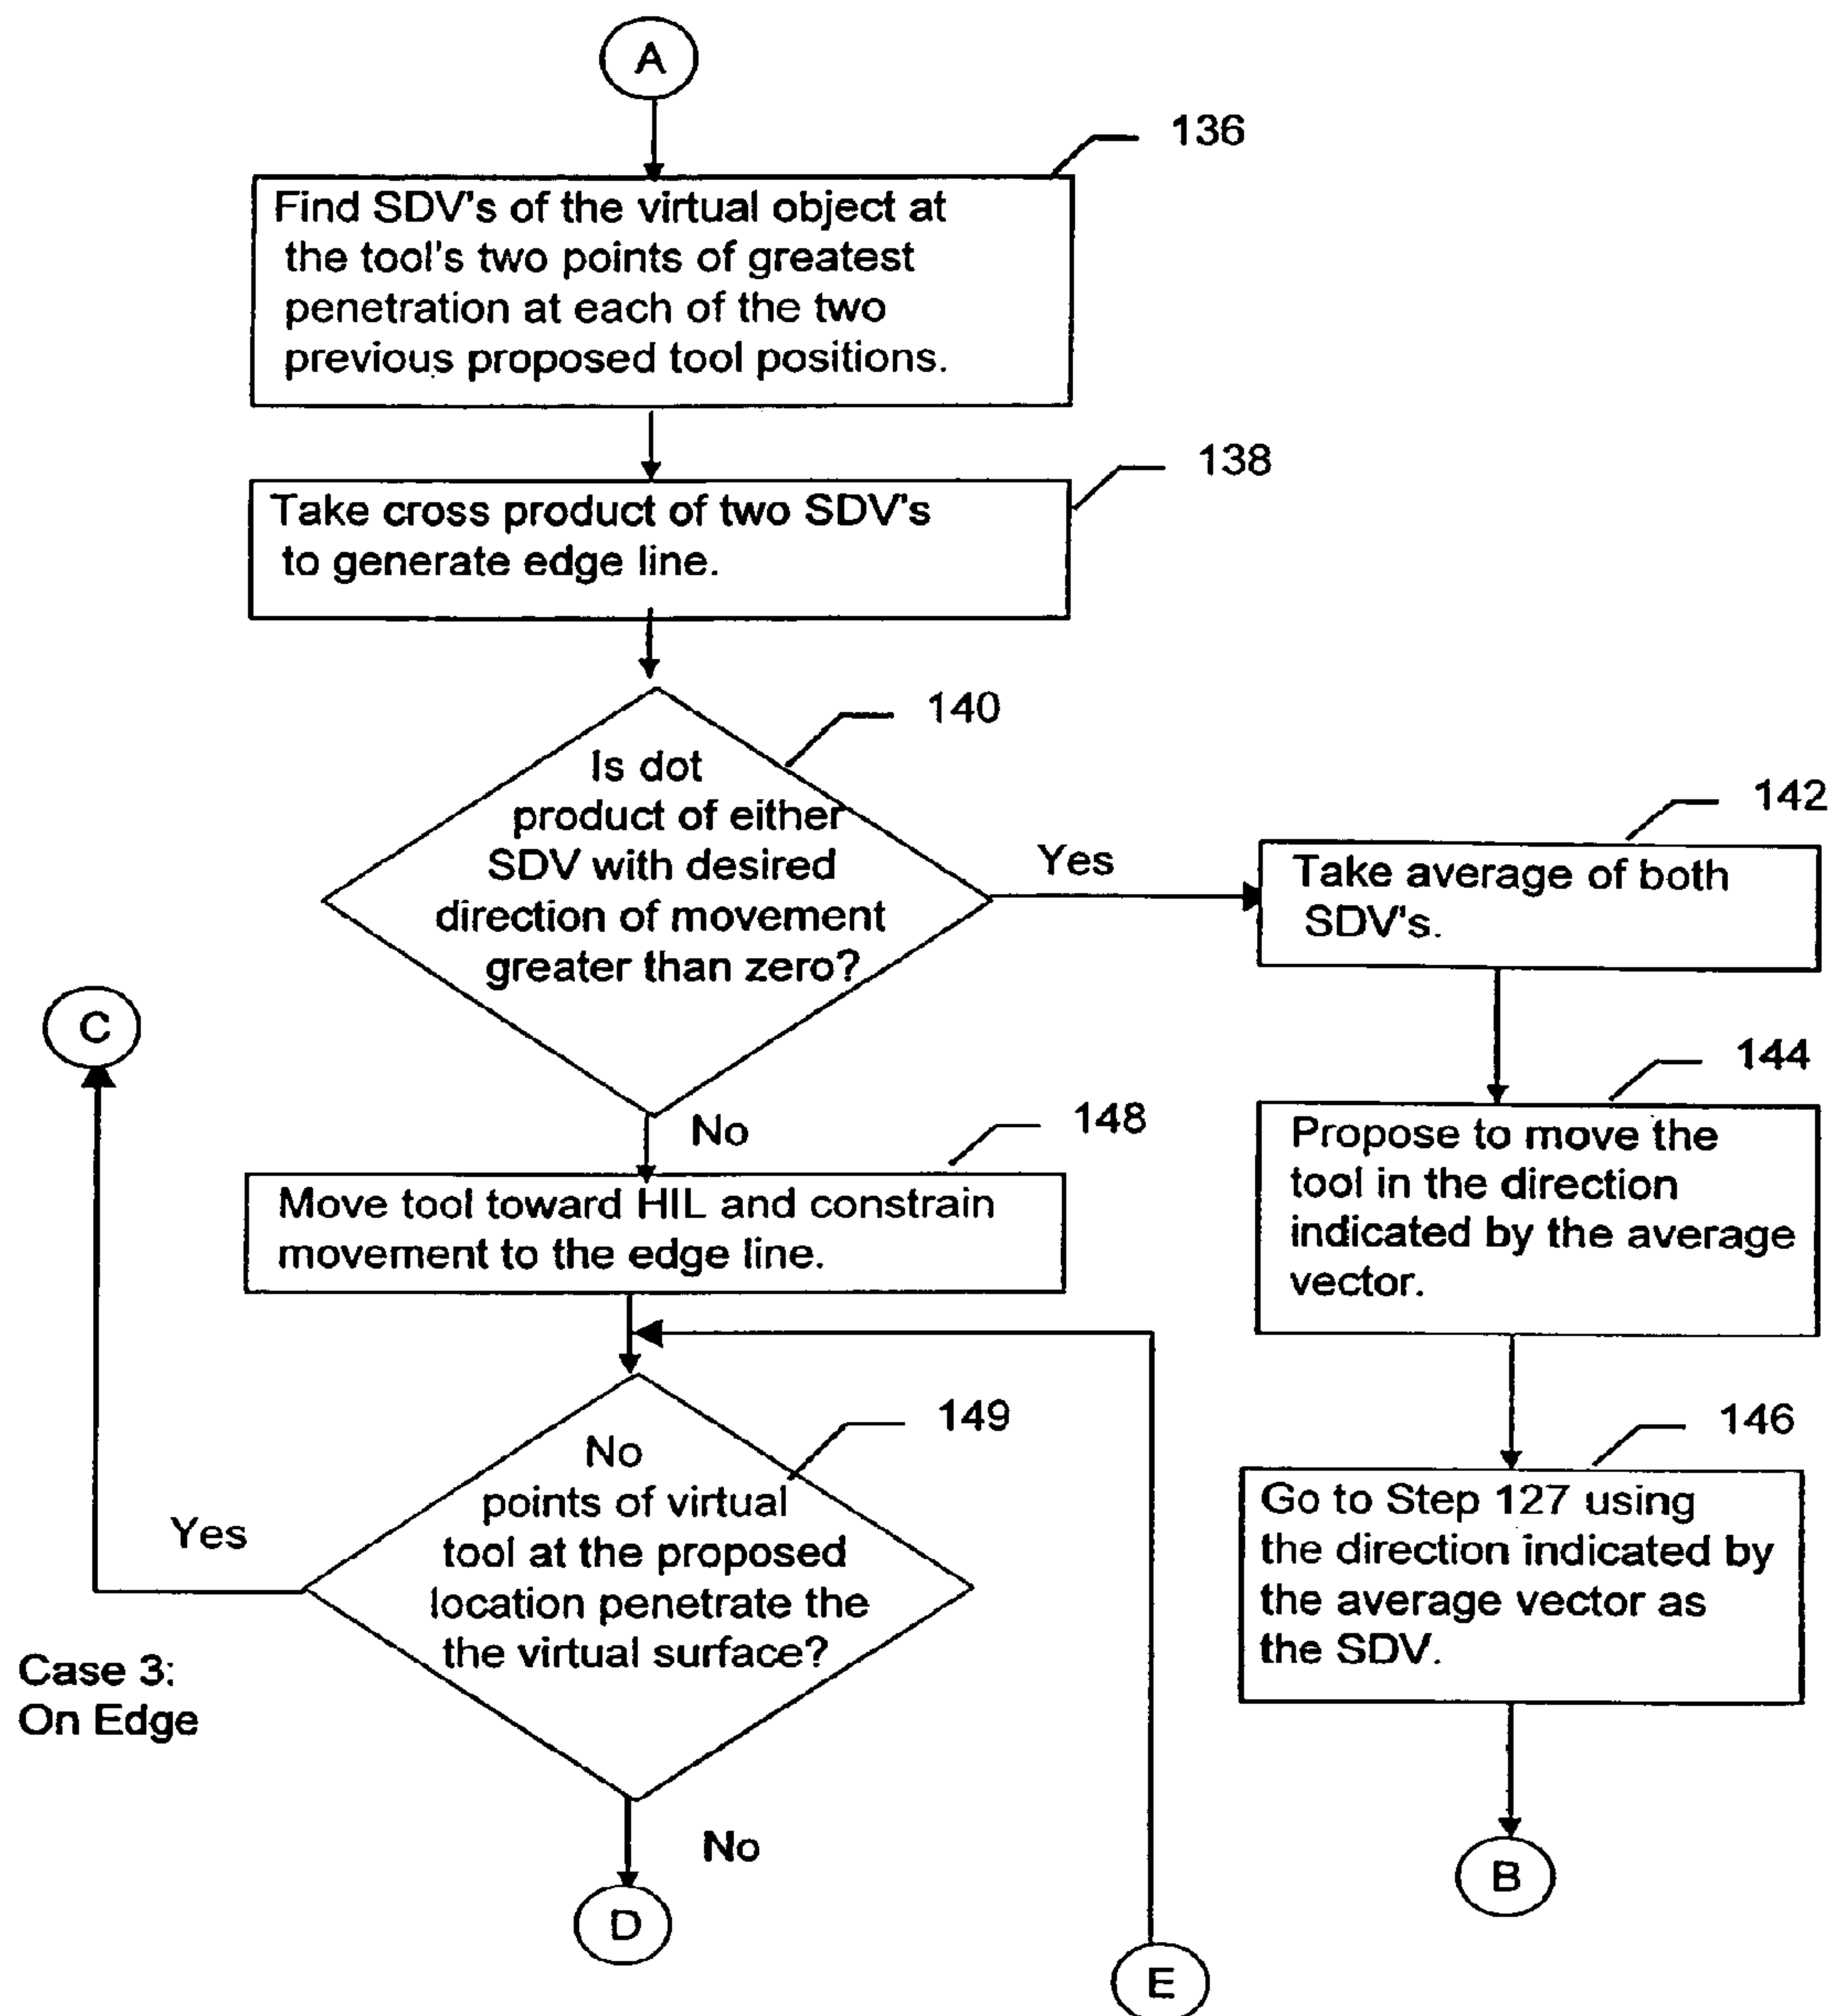 A
136
Find SDV's of the virtual object at
the tool's two points of greatest
penetration at each of the two
previous proposed tool positions.
138
Take cross product of two SDV's
to generate edge line.
140
Is dot
product of either
SDV with desired
direction of movement
greater than zero?
Yes
142
Take average of both
SDV's.
C
144
Propose to move the
tool in the direction
indicated by the average
vector.
No
148
Move tool toward HIL and constrain
movement to the edge line.
149
No
points of virtual
tool at the proposed
location penetrate the
the virtual surface?
Yes
Case 3:
On Edge
146
Go to Step 127 using
the direction indicated by
the average vector as
the SDV.
No
D
B
E